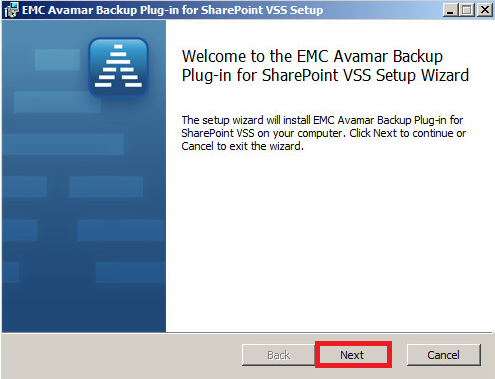 EMC Avamar Backup Plug-in for SharePoint VSS Setup
Welcome to the EMC Avamar Backup
Plug-in for SharePoint VSS Setup Wizard
The setup wizard will install EMC Avamar Backup Plug-in for
SharePoint VSS on your computer. Click Next to continue or
Cancel to exit the wizard.
Back
Next
Cancel